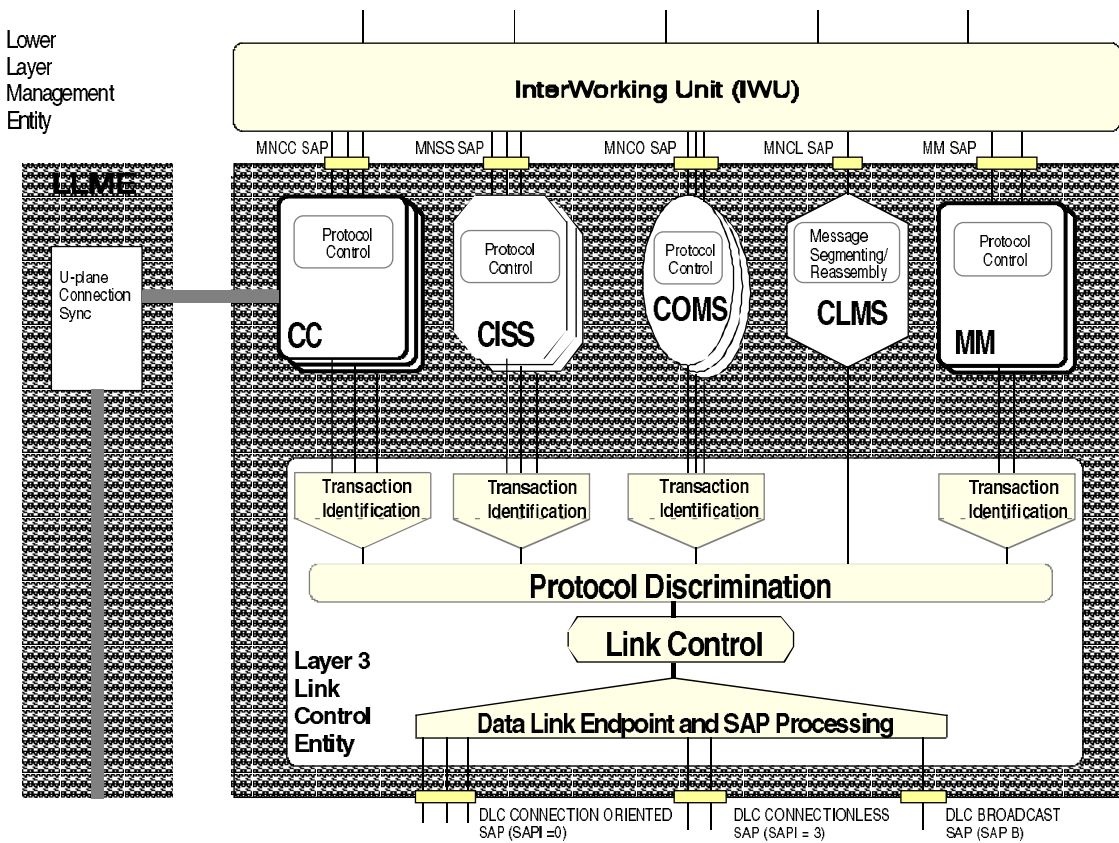 Lower
Layer
Management
Entity
InterWorking Unit (IWU)
MNCC SAP
MNSS SAP
MNCO SAP
MNCL SAP
MM SAP
LLME
U-plane
Connection
Sync
Protocol
Control
CC
Protocol
Control
CISS
Protocol
Control
COMS
Message
Segmenting/
Reassembly
CLMS
Protocol
Control
MM
Transaction
Identification
Transaction
Identification
Transaction
Identification
Transaction
Identification
Protocol Discrimination
Link Control
Layer 3
Link
Control
Entity
Data Link Endpoint and SAP Processing
DLC CONNECTION ORIENTED
SAP (SAPI =0)
DLC CONNECTIONLESS
SAP (SAPI = 3)
DLC BROADCAST
SAP (SAP B)